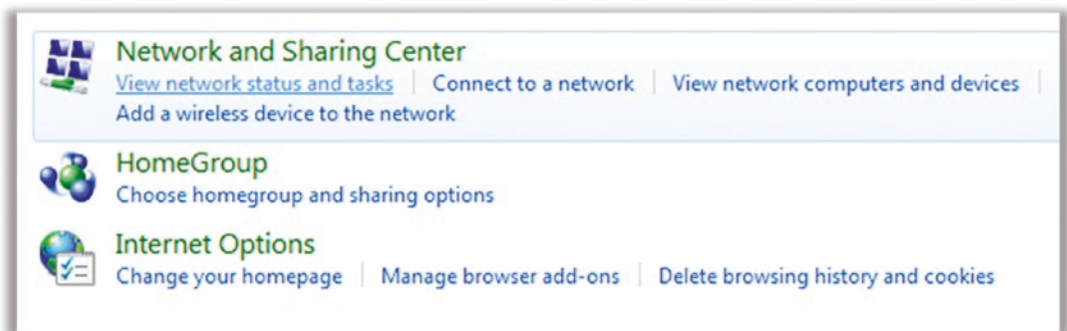 Network and Sharing Center
View network status and tasks | Connect to a network | View network computers and devices
Add a wireless device to the network
HomeGroup
Choose homegroup and sharing options
Internet Options
Change your homepage | Manage browser add-ons | Delete browsing history and cookies